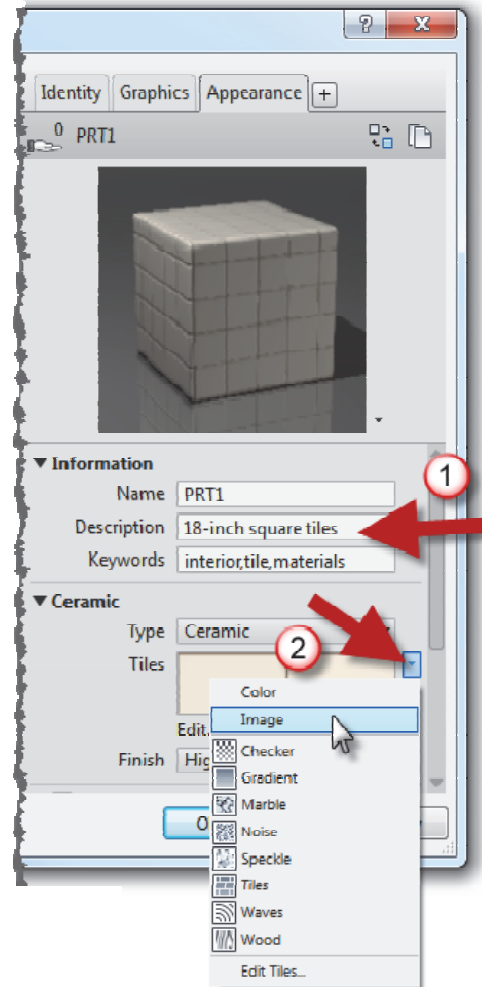 ?
X
Identity Graphics Appearance +
0 PRT1
▼ Information
1
Name PRT1
Description 18-inch square tiles
Keywords interior,tile,materials
▼ Ceramic
Type Ceramic
2
Tiles
Color
Image
Edit.
Checker
Finish Hig
Gradient
Marble
O
Noise
Speckle
Tiles
Waves
Wood
Edit Tiles...